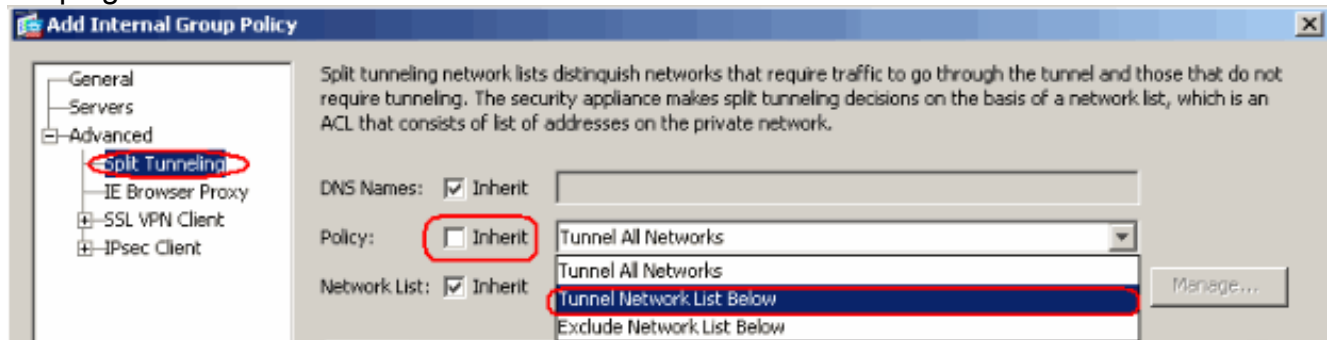 Add Internal Group Policy
General
Servers
Advanced
Split Tunneling
IE Browser Proxy
SSL VPN Client
IPsec Client
Split tunneling network lists distinguish networks that require traffic to go through the tunnel and those that do not
require tunneling. The security appliance makes split tunneling decisions on the basis of a network list, which is an
ACL that consists of list of addresses on the private network.
DNS Names: Inherit
Policy: Inherit Tunnel All Networks
Tunnel All Networks
Network List: Inherit Tunnel Network List Below Manage...
Exclude Network List Below